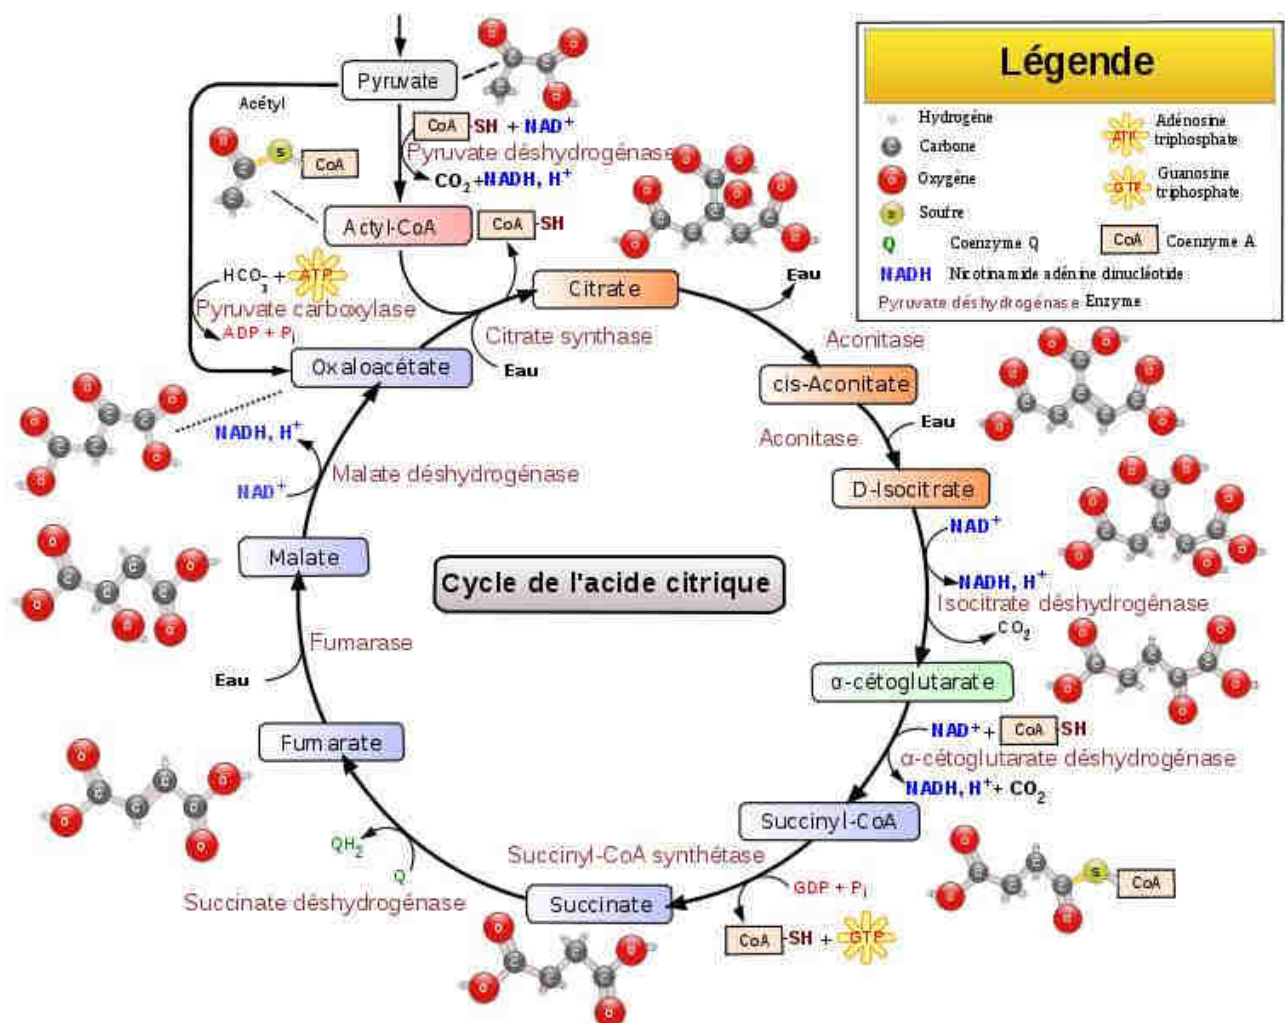 Pyruvate
Acétyl
S
CoA
CoA -SH + NAD⁺
Pyruvate déshydrogénase
CO₂ +NADH, H⁺
Actyl-CoA
CoA -SH
HCO₃⁻ + ATP
Pyruvate carboxylase
ADP + Pᵢ
Citrate
Eau
Citrate synthase
Eau
Oxaloacétate
Aconitase
cis-Aconitate
Aconitase
Eau
D-Isocitrate
NAD⁺
NADH, H⁺
Isocitrate déshydrogénase
CO₂
α-cétoglutarate
NAD⁺ + CoA -SH
α-cétoglutarate déshydrogénase
NADH, H⁺ + CO₂
Succinyl-CoA
S
CoA
Succinyl-CoA synthétase
GDP + Pᵢ
CoA -SH + GTP
Succinate
QH₂
Q
Succinate déshydrogénase
Fumarate
Eau
Fumarase
Malate
NADH, H⁺
NAD⁺
Malate déshydrogénase
Cycle de l'acide citrique
Légende
Hydrogène
C Carbone
O Oxygène
S Soufre
Q Coenzyme Q
NADH Nicotinamide adénine dinucléotide
Pyruvate déshydrogénase Enzyme
ATP Adénosine
triphosphate
GTP Guanosine
triphosphate
CoA Coenzyme A